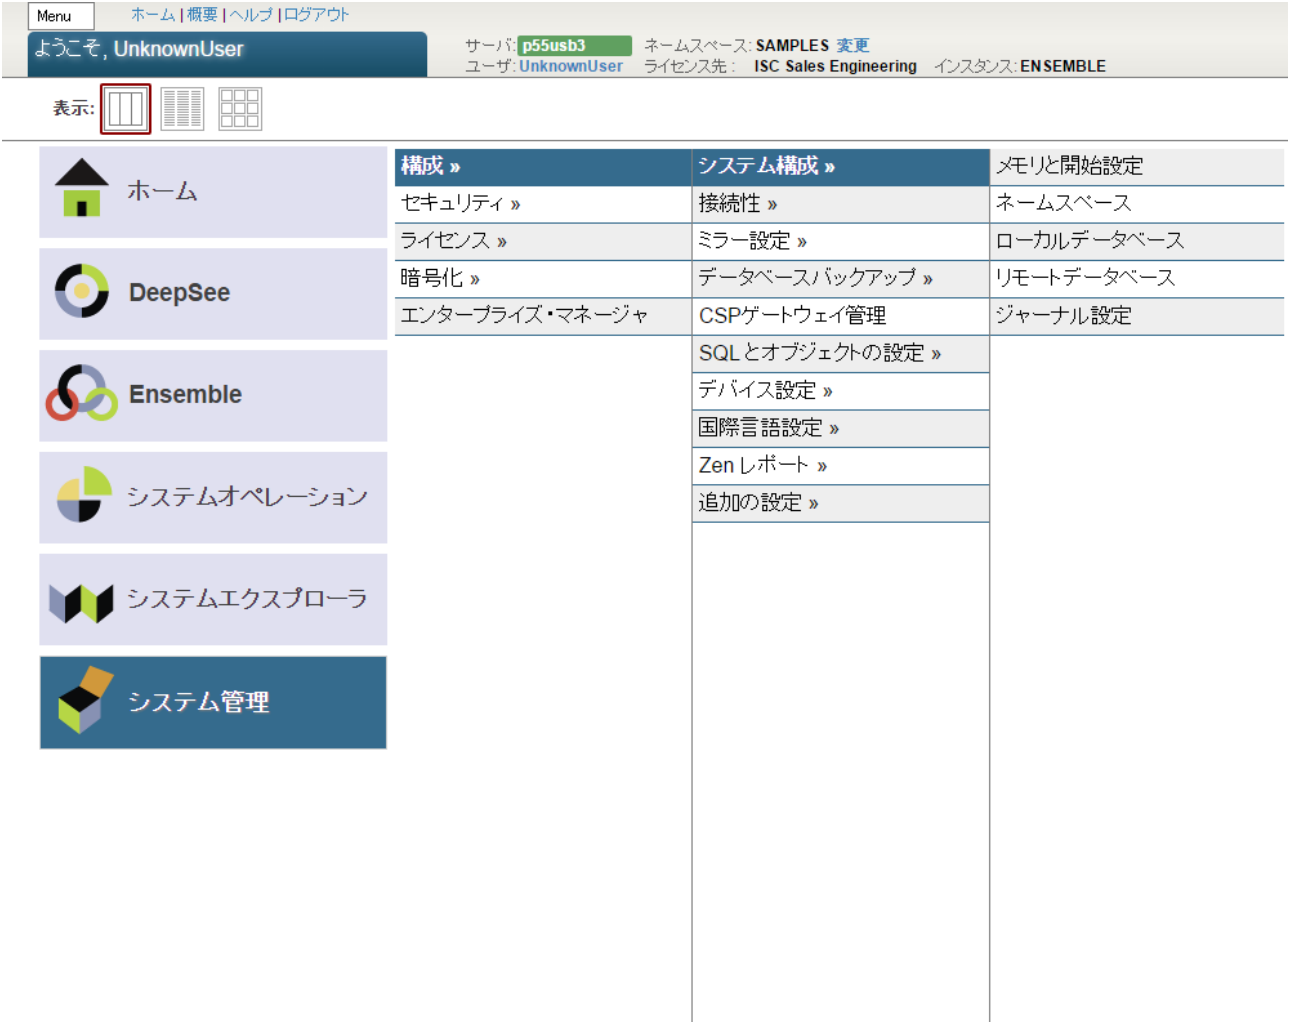 Menu ホーム | 概要 | ヘルプ | ログアウト
ようこそ, UnknownUser
サーバ: p55usb3 ネームスペース: SAMPLES 変更
ユーザ: UnknownUser ライセンス先 : ISC Sales Engineering インスタンス: ENSEMBLE
表示:
ホーム
DeepSee
Ensemble
システムオペレーション
システムエクスプローラ
システム管理
構成 »
セキュリティ »
ライセンス »
暗号化 »
エンタープライズ・マネージャ
システム構成 »
接続性 »
ミラー設定 »
データベースバックアップ »
CSPゲートウェイ管理
SQLとオブジェクトの設定 »
デバイス設定 »
国際言語設定 »
Zen レポート »
追加の設定 »
メモリと開始設定
ネームスペース
ローカルデータベース
リモートデータベース
ジャーナル設定